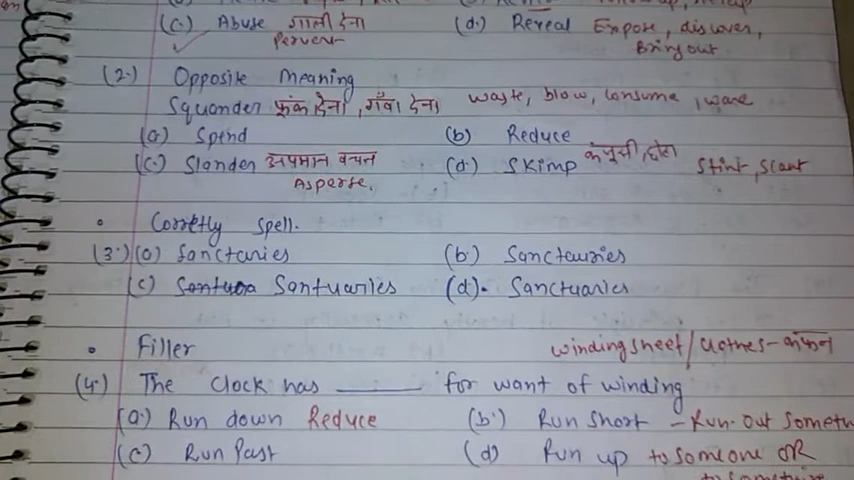 (c.) Abuse गाली देना (d.) Reveal Expose, discover,
Pervert Bring out.
(2.) Opposite Meaning
Squander फूंक देना, गँवा देना waste, blow, consume,
(a) Spend (b) Reduce
(c.) Slander अपमान वचन (d.) Skimp Stint, Scant
Asperse.
• Corretly Spell.
(3.) (a) Sanctaries (b.) Sanctauries
(c) Santuaries (d). Sanctuaries
• Filler Winding sheet / Clothes - कफन
(4.) The Clock has ______ for want of winding
(a.) Run down Reduce (b.) Run Short - Run out Someth
(c) Run Past (d) Run up to someone OR